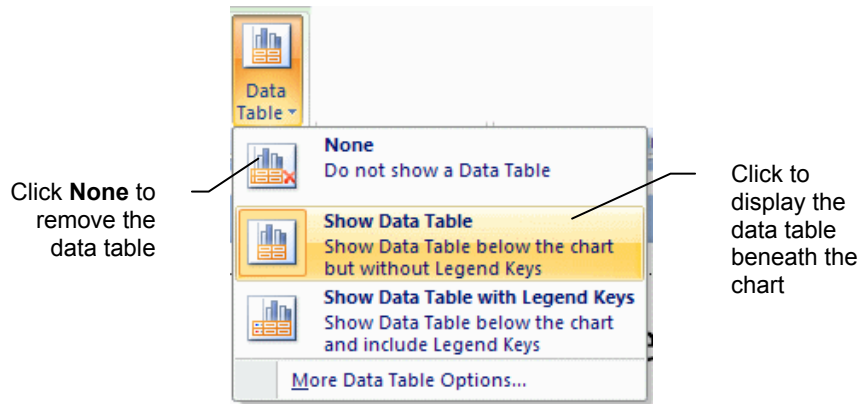 Data
Table
None
Do not show a Data Table
Click None to
remove the
data table
Show Data Table
Show Data Table below the chart
but without Legend Keys
Click to
display the
data table
beneath the
chart
Show Data Table with Legend Keys
Show Data Table below the chart
and include Legend Keys
More Data Table Options...